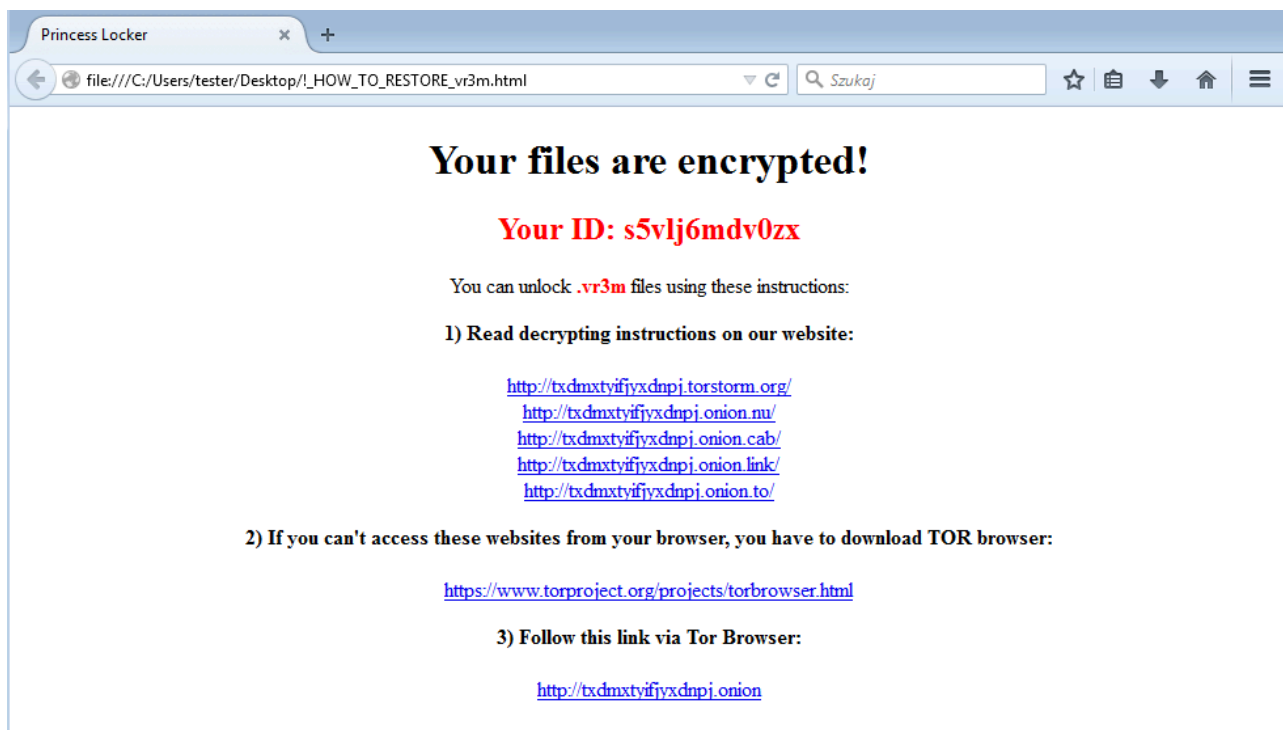 Princess Locker
file:///C:/Users/tester/Desktop/!_HOW_TO_RESTORE_vr3m.html
Szukaj
Your files are encrypted!
Your ID: s5vlj6mdv0zx
You can unlock .vr3m files using these instructions:
1) Read decrypting instructions on our website:
http://txdmxtyifjyxdnpj.torstorm.org/
http://txdmxtyifjyxdnpj.onion.nu/
http://txdmxtyifjyxdnpj.onion.cab/
http://txdmxtyifjyxdnpj.onion.link/
http://txdmxtyifjyxdnpj.onion.to/
2) If you can't access these websites from your browser, you have to download TOR browser:
https://www.torproject.org/projects/torbrowser.html
3) Follow this link via Tor Browser:
http://txdmxtyifjyxdnpj.onion